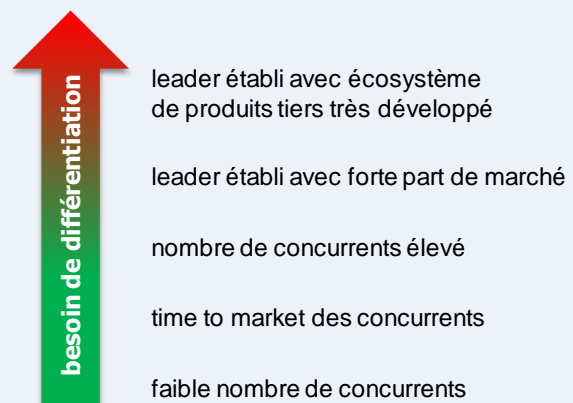 besoin de différentiation
leader établi avec écosystème
de produits tiers très développé
leader établi avec forte part de marché
nombre de concurrents élevé
time to market des concurrents
faible nombre de concurrents